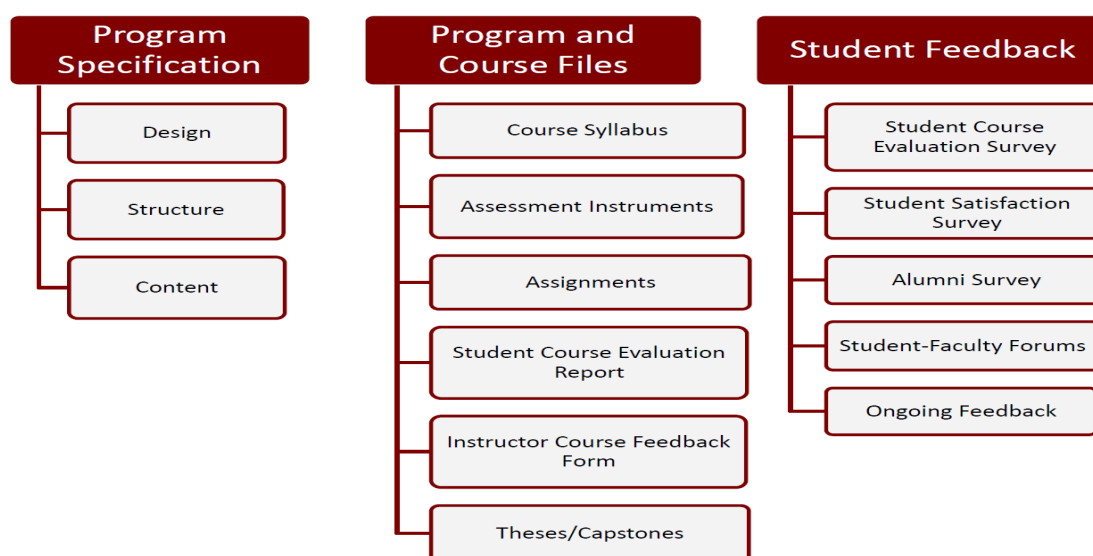 Program
Specification
Design
Structure
Content
Program and
Course Files
Course Syllabus
Assessment Instruments
Assignments
Student Course Evaluation
Report
Instructor Course Feedback
Form
Theses/Capstones
Student Feedback
Student Course
Evaluation Survey
Student Satisfaction
Survey
Alumni Survey
Student-Faculty Forums
Ongoing Feedback